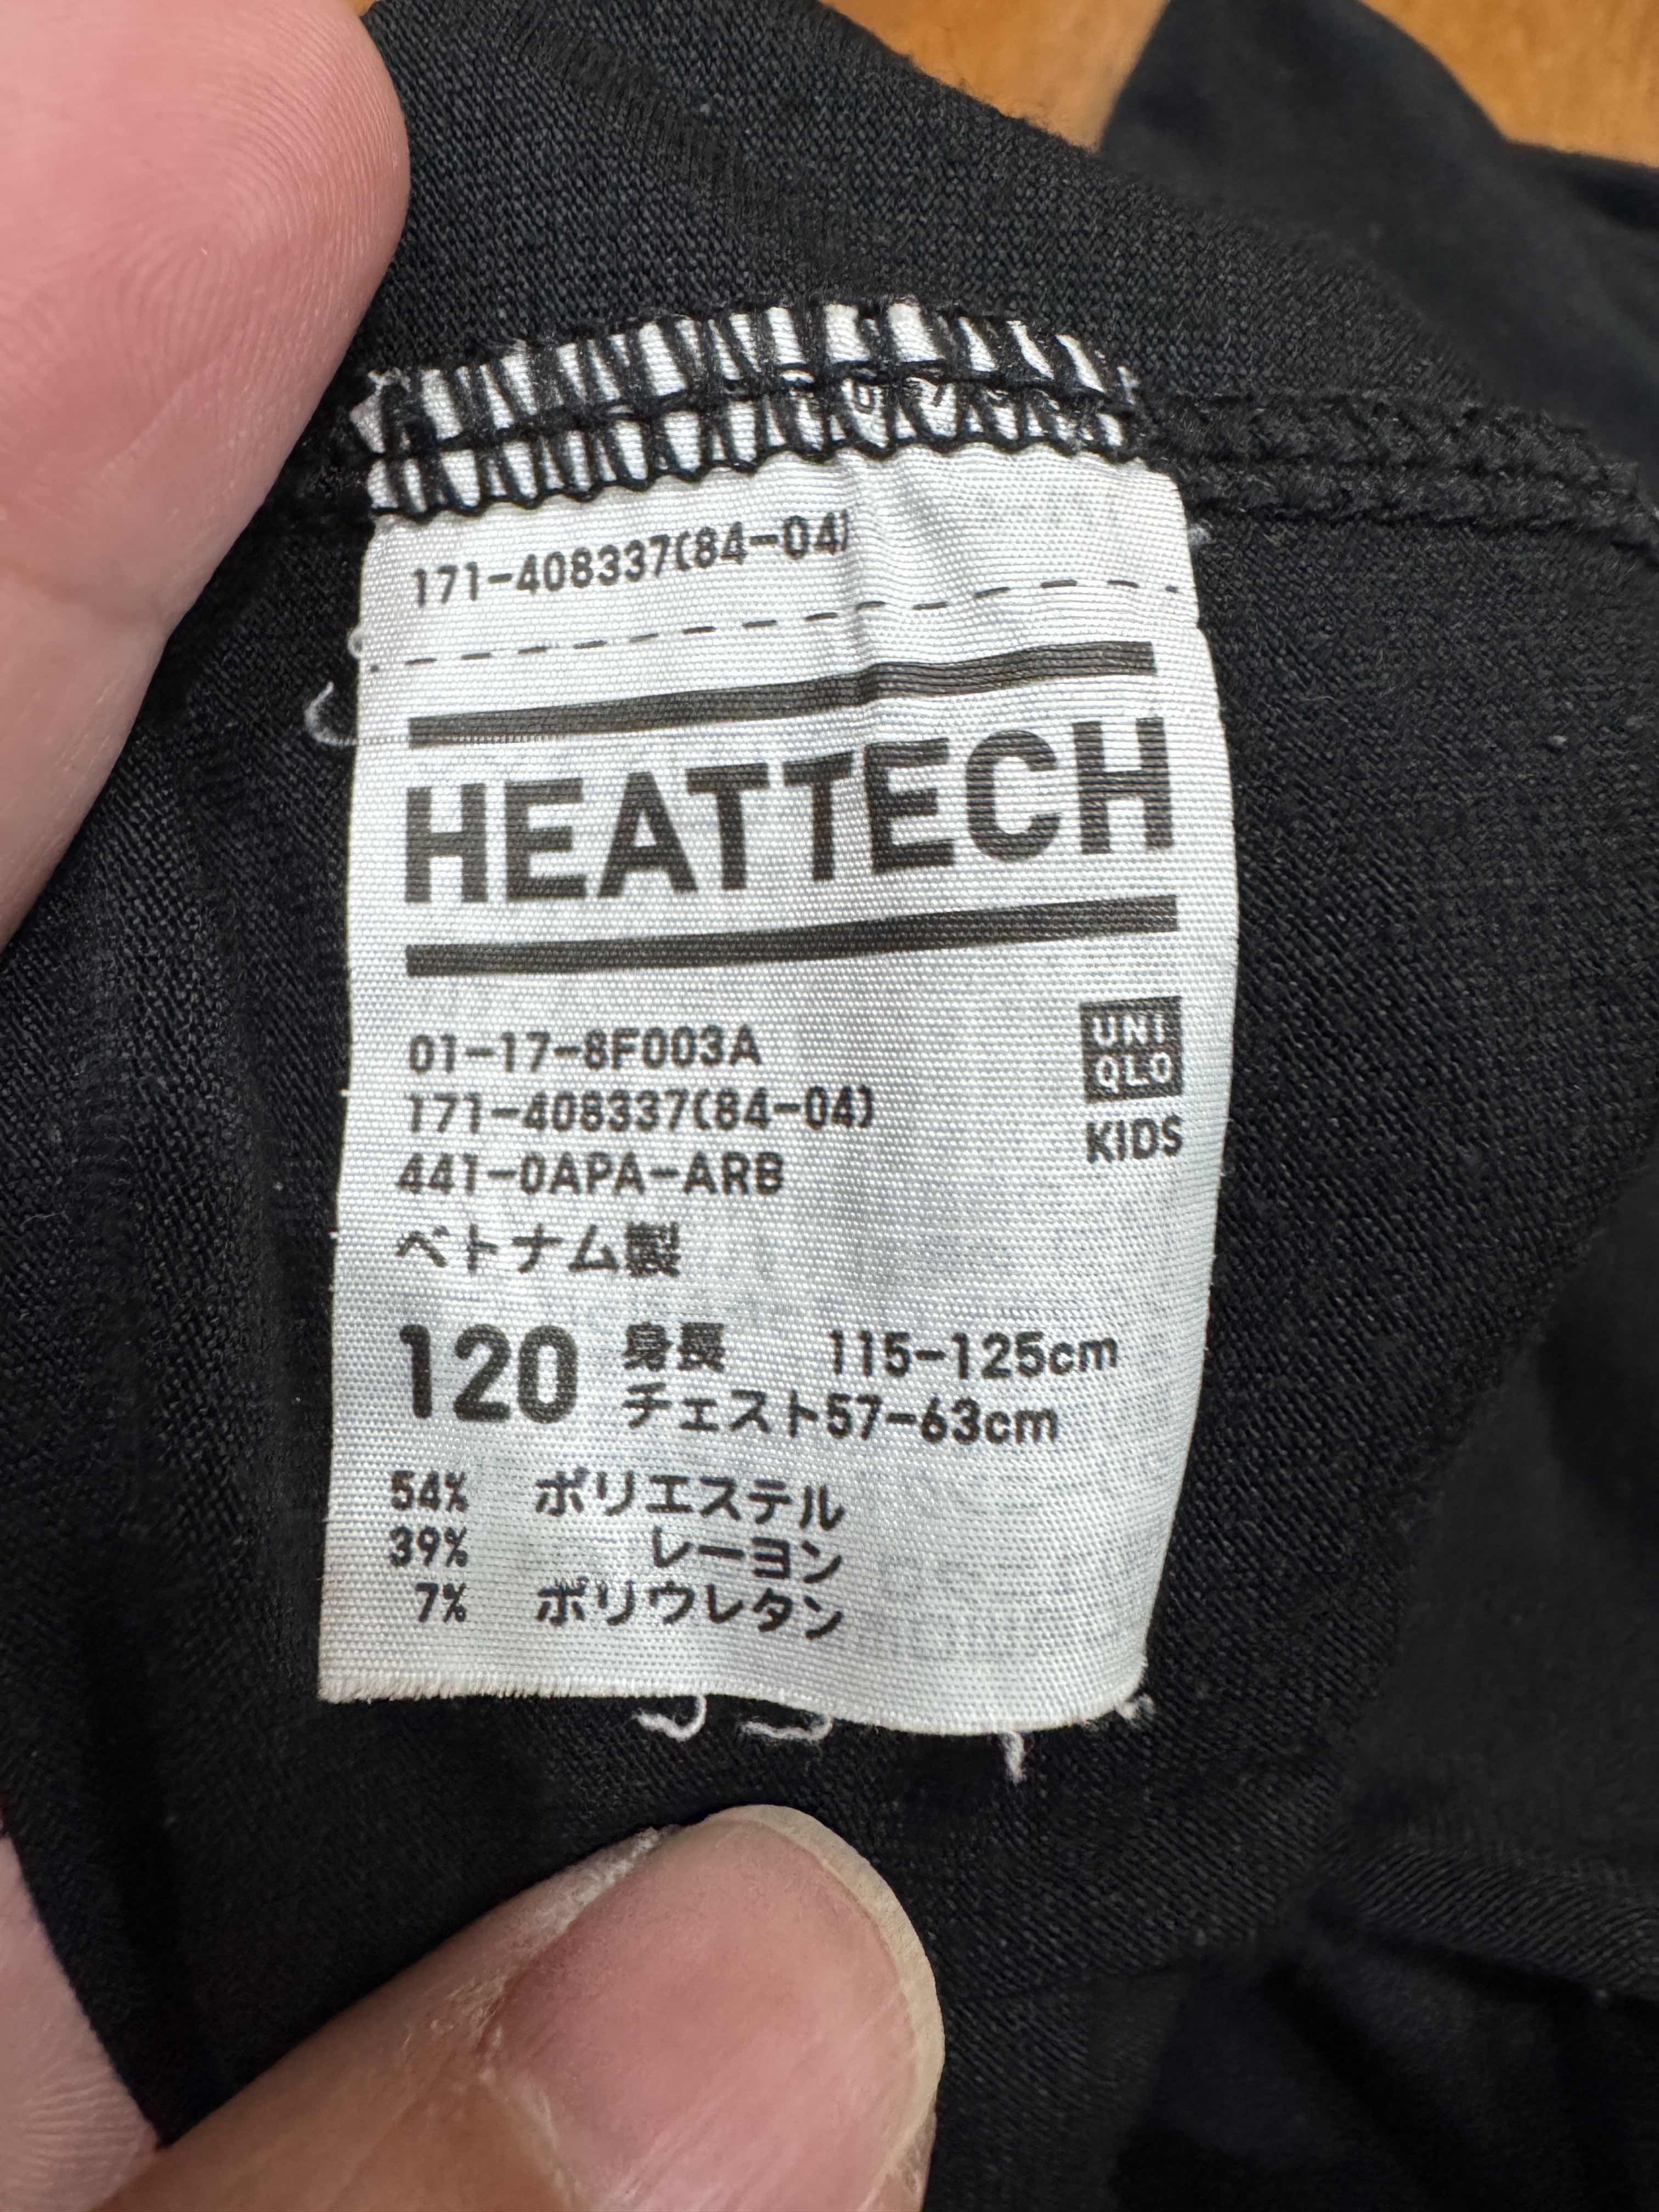 171-408337(84-04)
HEATTECH
01-17-8F003A
171-408337(84-04)
441-0APA-ARB
UNI
QLO
KIDS
ベトナム製
120
身長 115-125cm
チェスト57-63cm
54% ポリエステル
39% レーヨン
7% ポリウレタン